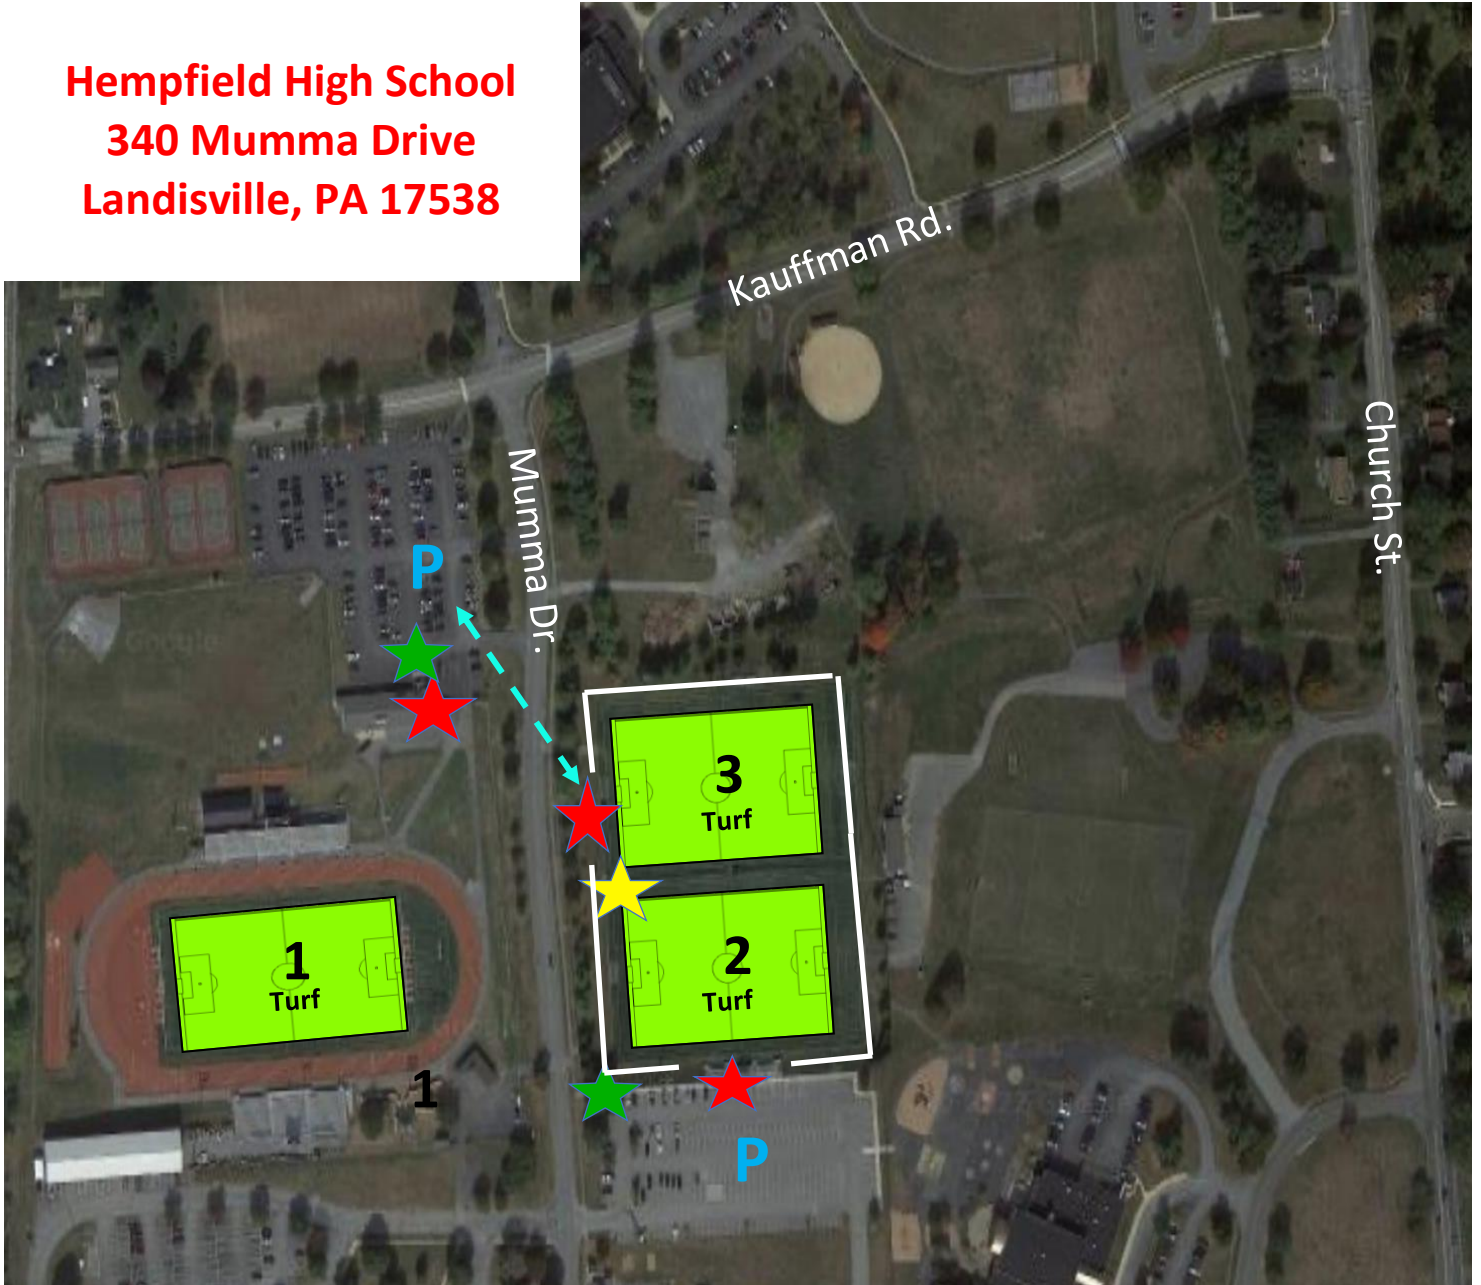 Hempfield High School
340 Mumma Drive
Landisville, PA 17538
Kauffman Rd.
Church St.
Mumma Dr.
P
3
Turf
2
Turf
1
Turf
1
P